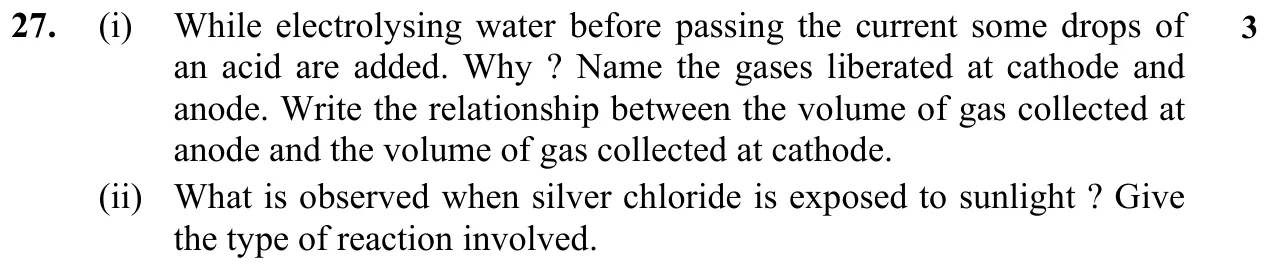 27. (i) While electrolysing water before passing the current some drops of 3
an acid are added. Why ? Name the gases liberated at cathode and
anode. Write the relationship between the volume of gas collected at
anode and the volume of gas collected at cathode.
(ii) What is observed when silver chloride is exposed to sunlight ? Give
the type of reaction involved.